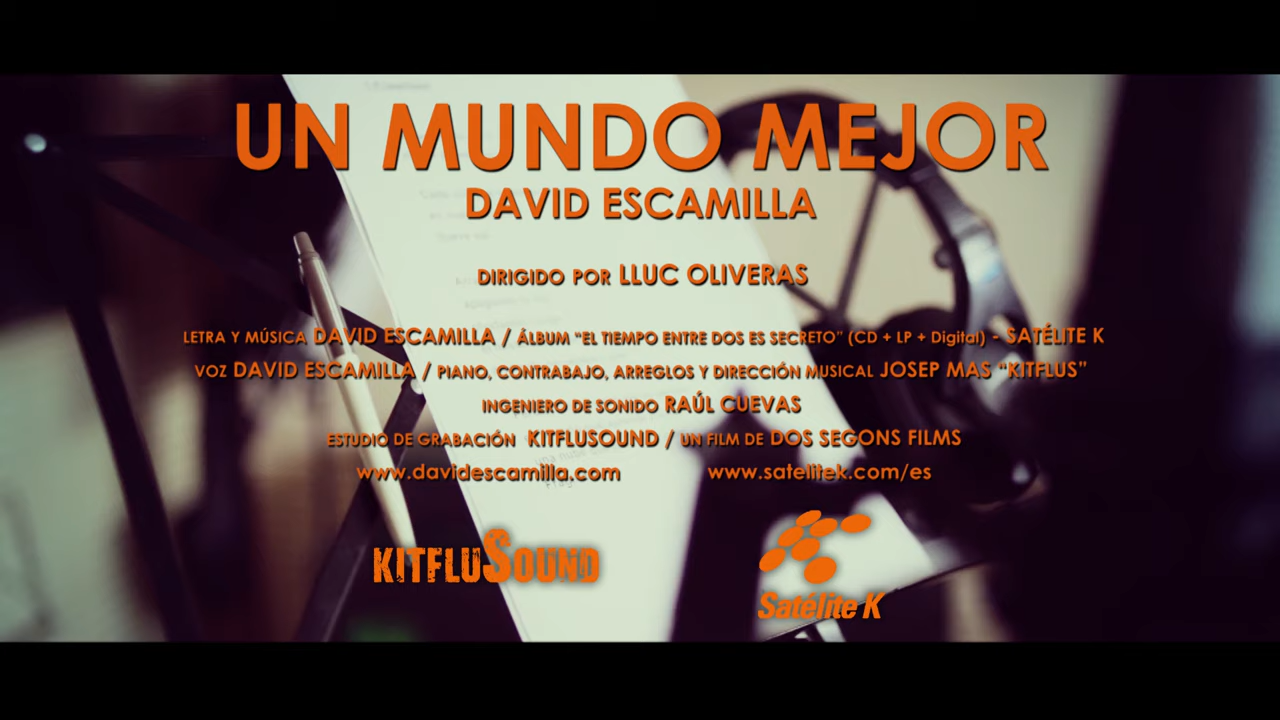 UN MUNDO MEJOR
DAVID ESCAMILLA
DIRIGIDO POR LLUC OLIVERAS
LETRA Y MÚSICA DAVID ESCAMILLA / ÁLBUM “EL TIEMPO ENTRE DOS ES SECRETO” (CD + LP + Digital) - SATÉLITE K
VOZ DAVID ESCAMILLA / PIANO, CONTRABAJO, ARREGLOS Y DIRECCIÓN MUSICAL JOSEP MAS “KITFLUS”
INGENIERO DE SONIDO RAÚL CUEVAS
ESTUDIO DE GRABACIÓN KITFLUSOUND / UN FILM DE DOS SEGONS FILMS
www.davidescamilla.com www.satelitek.com/es
KITFLUSOUND
Satélite K